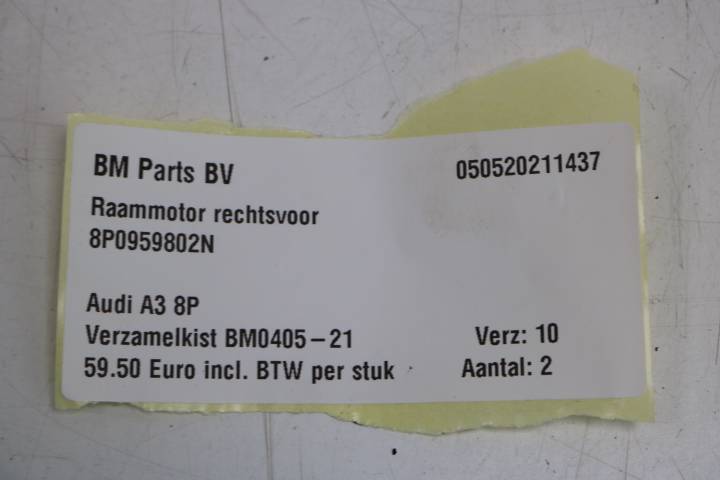 BM Parts BV 050520211437
Raammotor rechtsvoor
8P0959802N
Audi A3 8P
Verzamelkist BM0405-21 Verz: 10
59.50 Euro incl. BTW per stuk Aantal: 2